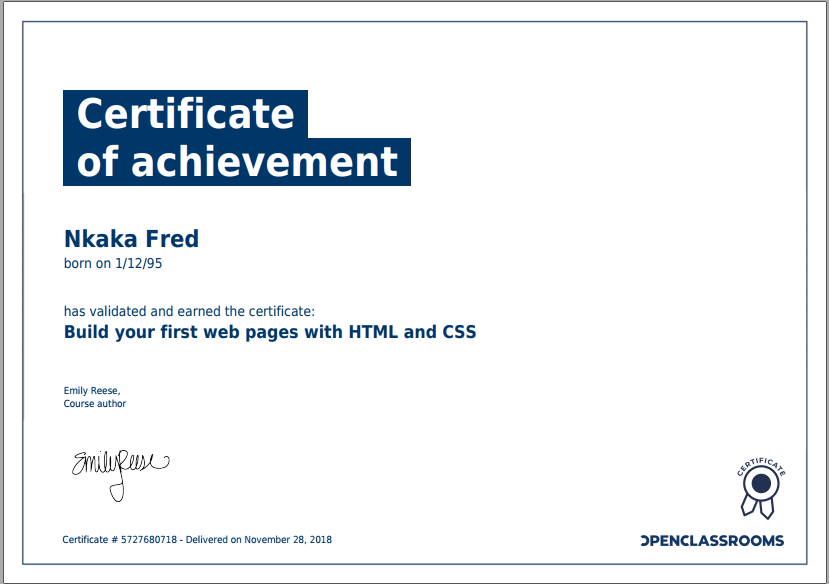 Certificate
of achievement
Nkaka Fred
born on 1/12/95
has validated and earned the certificate:
Build your first web pages with HTML and CSS
Emily Reese,
Course author
Emily Reese
CERTIFICATE
Certificate # 5727680718 - Delivered on November 28, 2018
OPENCLASSROOMS